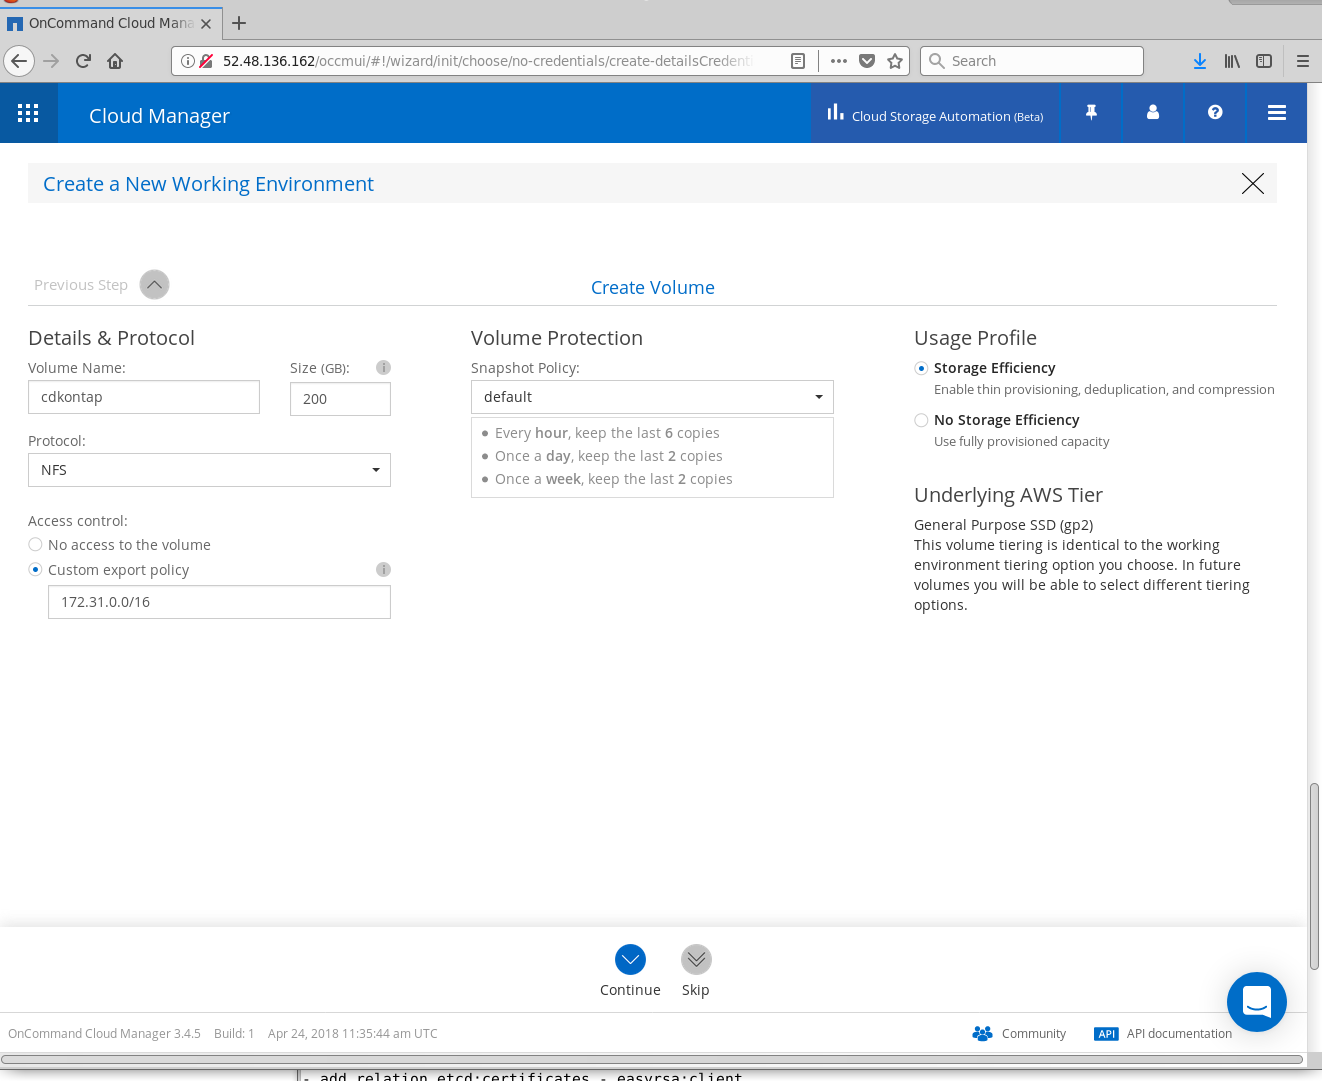 OnCommand Cloud Mana
52.48.136.162/occmui/#!/wizard/init/choose/no-credentials/create-detailsCredent
Search
Cloud Manager
Cloud Storage Automation (Beta)
Create a New Working Environment
Previous Step
Create Volume
Details & Protocol
Volume Name:
Size (GB):
cdkontap
200
Protocol:
NFS
Access control:
No access to the volume
Custom export policy
172.31.0.0/16
Volume Protection
Snapshot Policy:
default
Every hour, keep the last 6 copies
Once a day, keep the last 2 copies
Once a week, keep the last 2 copies
Usage Profile
Storage Efficiency
Enable thin provisioning, deduplication, and compression
No Storage Efficiency
Use fully provisioned capacity
Underlying AWS Tier
General Purpose SSD (gp2)
This volume tiering is identical to the working
environment tiering option you choose. In future
volumes you will be able to select different tiering
options.
Continue
Skip
OnCommand Cloud Manager 3.4.5 Build: 1 Apr 24, 2018 11:35:44 am UTC
Community
API API documentation
- add relation etcd:certificates - easyrsa:client